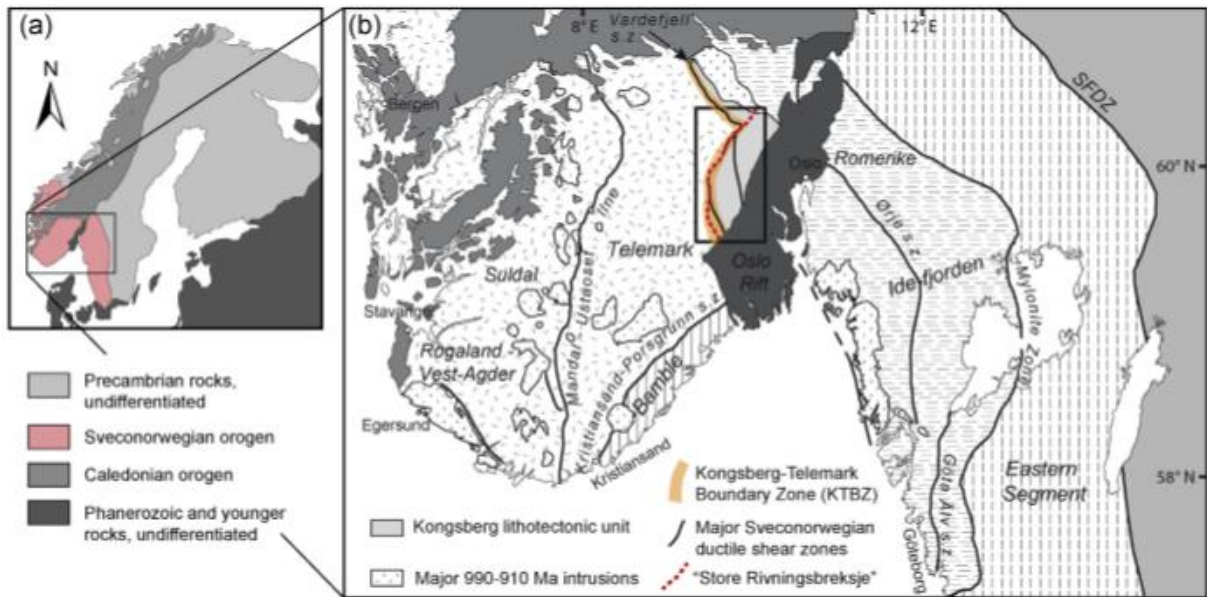 (a)
N
Precambrian rocks,
undifferentiated
Sveconorwegian orogen
Caledonian orogen
Phanerozoic and younger
rocks, undifferentiated
(b)
Vardefjell
s.z
8°E
12°E
SFDZ
Bergen
Oslo
Romerike
60°N
Ørje s.z
Telemark
Suldal
Mandal - Ustaoset line
Oslo
Rift
Ide-fjorden
Mylonite Zone
Stavanger
Rogaland -
Vest-Agder
Kristiansand-Porsgrunn s.z
Bamble
Egersund
Kristiansand
58°N
Eastern
Segment
Göta Älv s.z
Göteborg
Kongsberg-Telemark
Boundary Zone (KTBZ)
Kongsberg lithotectonic unit
Major Sveconorwegian
ductile shear zones
Major 990-910 Ma intrusions
"Store Rivningsbreksje"